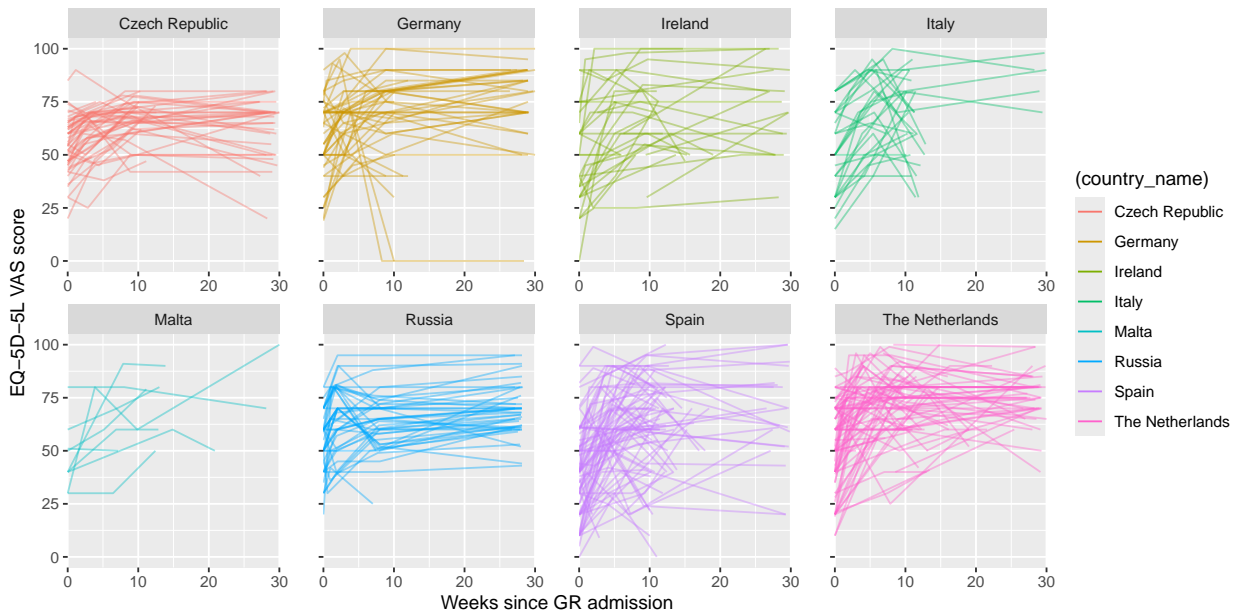 Czech Republic Germany Ireland Italy
100
75
50
25
0
0 10 20 30 0 10 20 30 0 10 20 30 0 10 20 30
Malta Russia Spain The Netherlands
100
75
50
25
0
0 10 20 30 0 10 20 30 0 10 20 30 0 10 20 30
Weeks since GR admission
EQ−5D−5L VAS score
(country_name)
Czech Republic
Germany
Ireland
Italy
Malta
Russia
Spain
The Netherlands